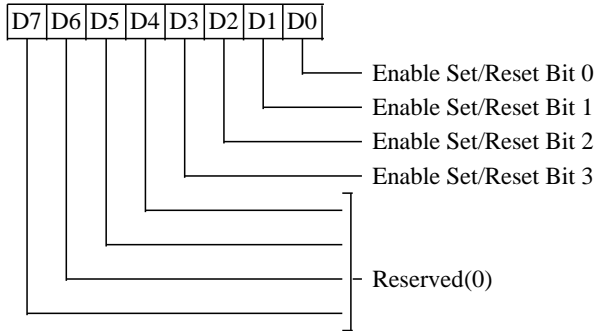 D7 D6 D5 D4 D3 D2 D1 D0
Enable Set/Reset Bit 0
Enable Set/Reset Bit 1
Enable Set/Reset Bit 2
Enable Set/Reset Bit 3
Reserved(0)